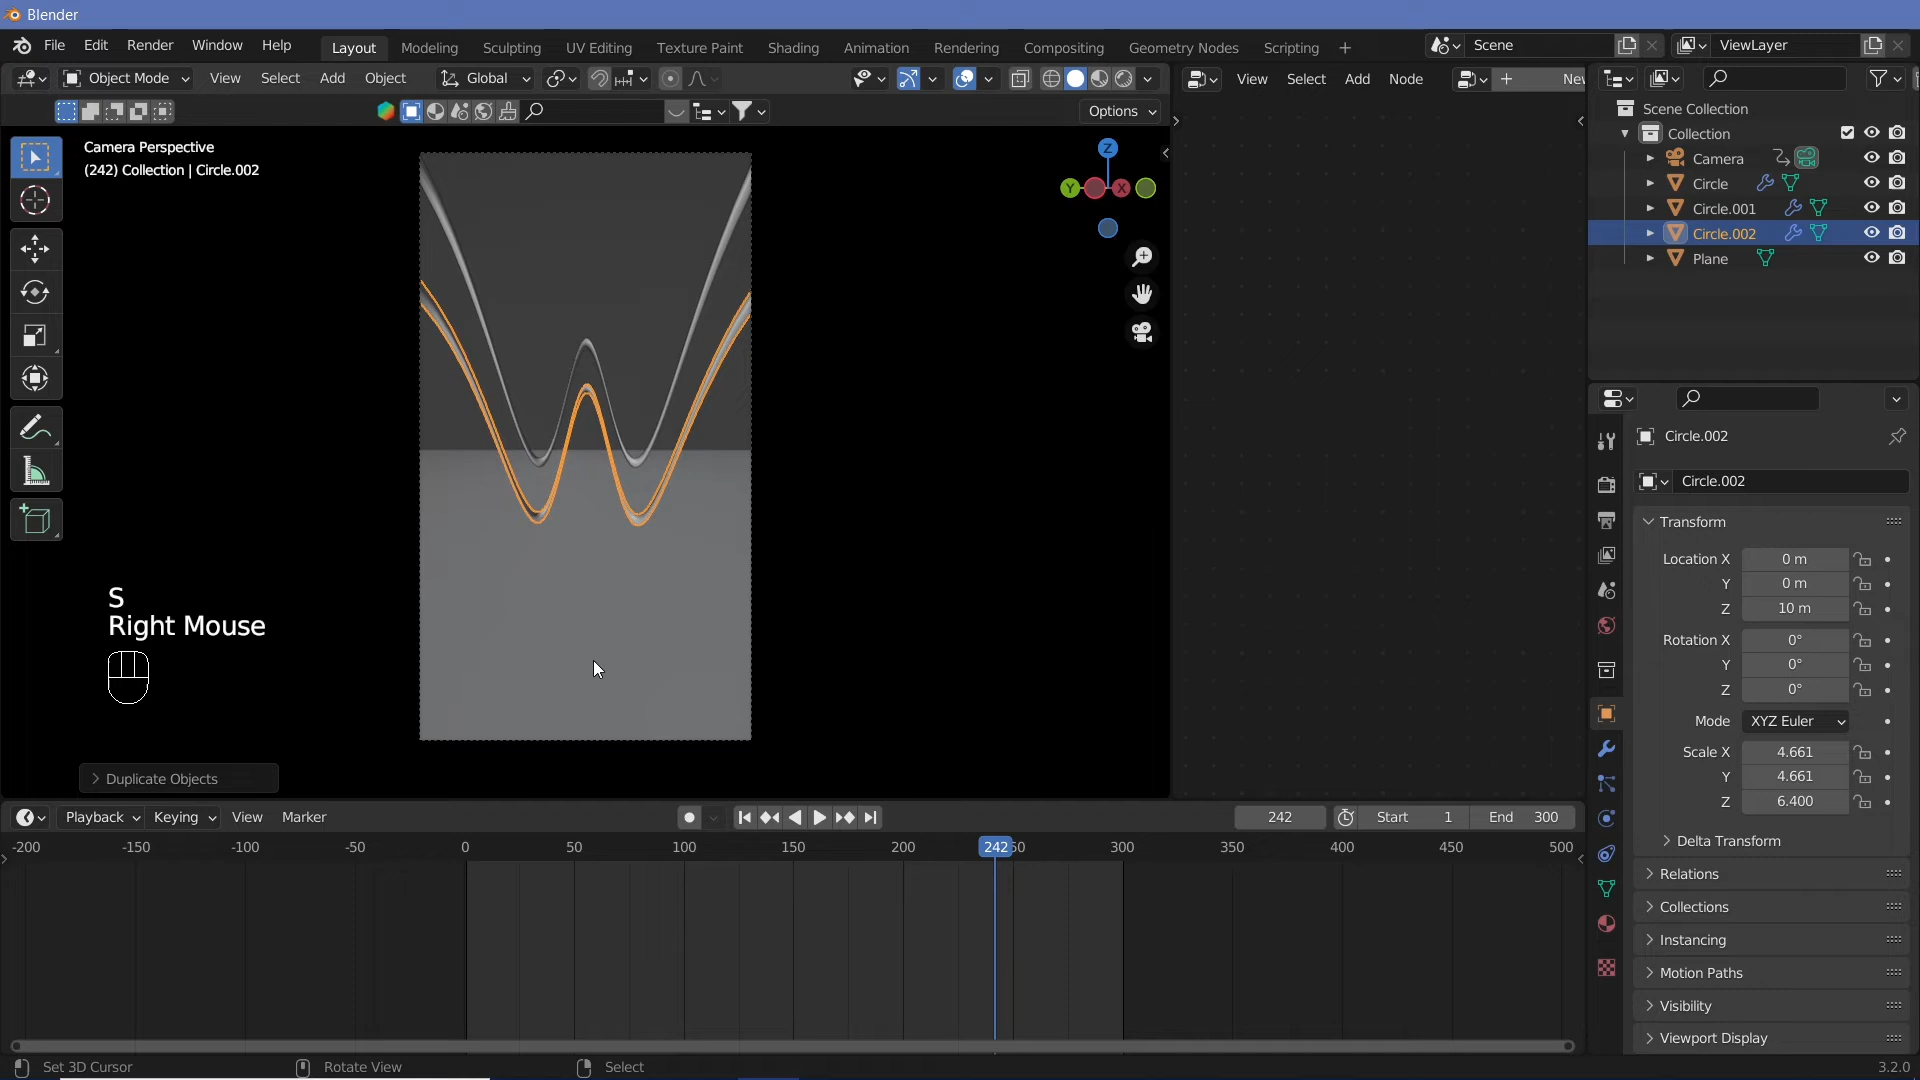 Blender
File Edit Render Window Help Layout Modeling Sculpting UV Editing Texture Paint Shading Animation Rendering Compositing Geometry Nodes Scripting + Scene ViewLayer
Object Mode View Select Add Object Global View Select Add Node + Nev
Options
Scene Collection
Collection
Camera
Circle
Circle.001
Circle.002
Plane
Camera Perspective
(242) Collection | Circle.002
Z
Y X
S
Right Mouse
Duplicate Objects
Circle.002
Circle.002
Transform
Location X 0 m
Y 0 m
Z 10 m
Rotation X 0°
Y 0°
Z 0°
Mode XYZ Euler
Scale X 4.661
Y 4.661
Z 6.400
Delta Transform
Relations
Collections
Instancing
Motion Paths
Visibility
Viewport Display
Playback Keying View Marker 242 Start 1 End 300
-200 -150 -100 -50 0 50 100 150 200 242 50 300 350 400 450 500
Set 3D Cursor Rotate View Select 3.2.0